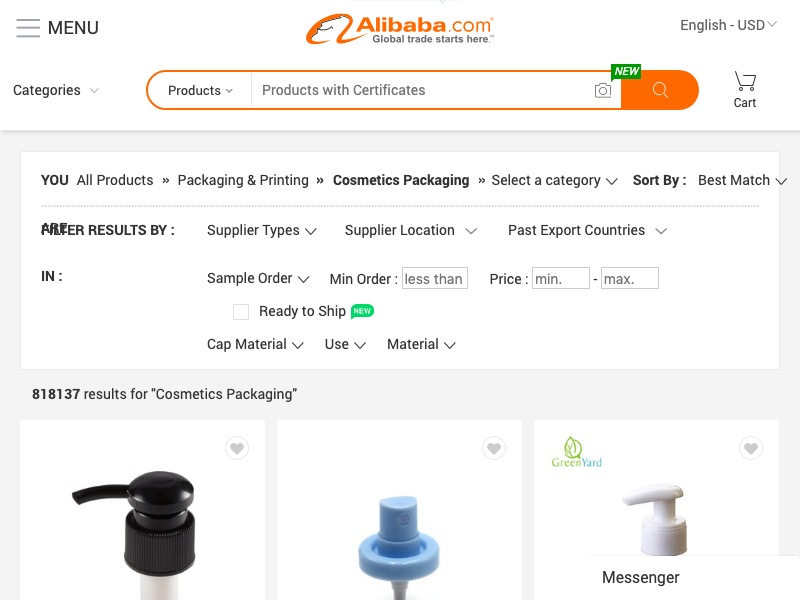 MENU
Alibaba.com
Global trade starts here.™
English - USD
Categories
Products
Products with Certificates
NEW
Cart
YOU All Products » Packaging & Printing » Cosmetics Packaging » Select a category Sort By : Best Match
ARE
FILTER RESULTS BY : Supplier Types Supplier Location Past Export Countries
IN :
Sample Order Min Order : less than Price : min. - max.
Ready to Ship NEW
Cap Material Use Material
818137 results for "Cosmetics Packaging"
GreenYard
Messenger